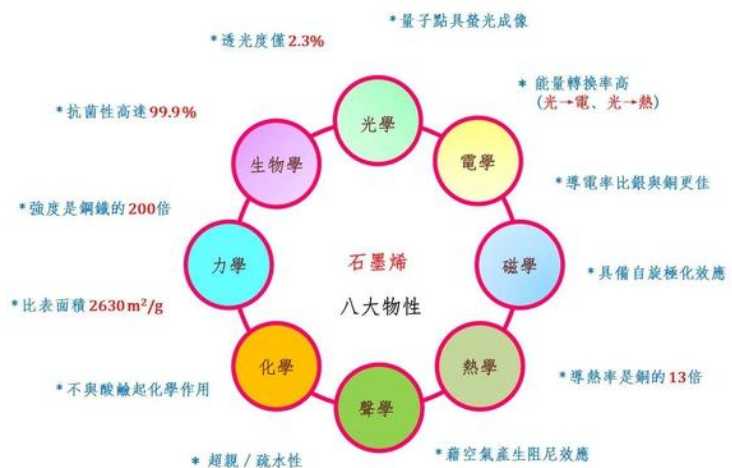 *量子點具螢光成像
*透光度僅2.3%
*能量轉換率高
(光→電、光→熱)
*抗菌性高達99.9%
光學
生物學
電學
*導電率比銀與銅更佳
*強度是鋼鐵的200倍
力學
石墨烯
磁學
*具備自旋極化效應
八大物性
*比表面積2630m²/g
化學
熱學
*不與酸鹼起化學作用
*導熱率是銅的13倍
聲學
*超親/疏水性
*藉空氣產生阻尼效應